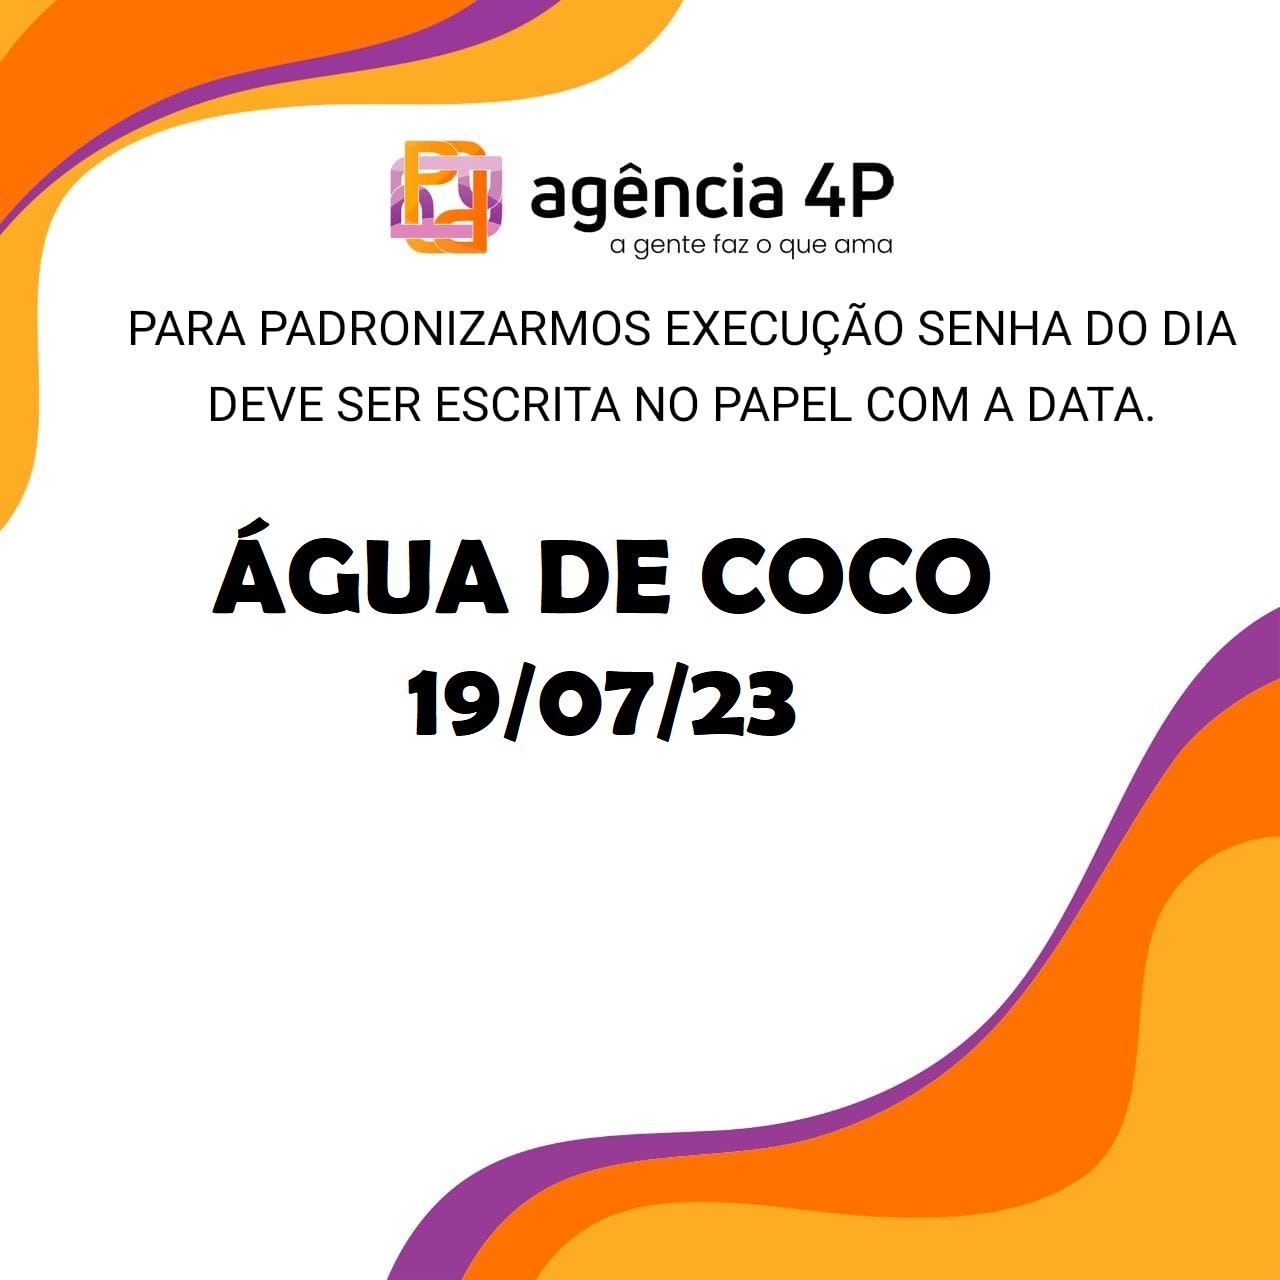 agência 4P
a gente faz o que ama
PARA PADRONIZARMOS EXECUÇÃO SENHA DO DIA
DEVE SER ESCRITA NO PAPEL COM A DATA.
ÁGUA DE COCO
19/07/23